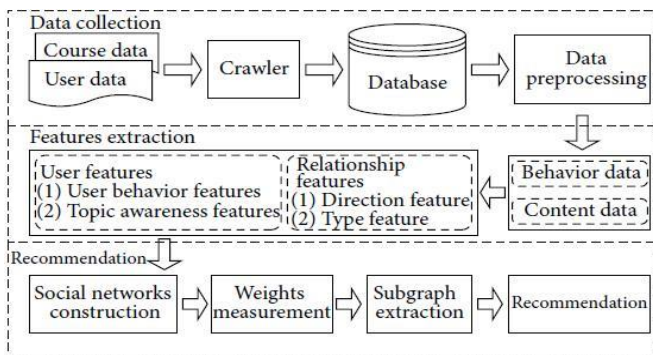 Data collection
Course data
User data
Crawler
Database
Data
preprocessing
Features extraction
User features
(1) User behavior features
(2) Topic awareness features
Relationship
features
(1) Direction feature
(2) Type feature
Behavior data
Content data
Recommendation
Social networks
construction
Weights
measurement
Subgraph
extraction
Recommendation